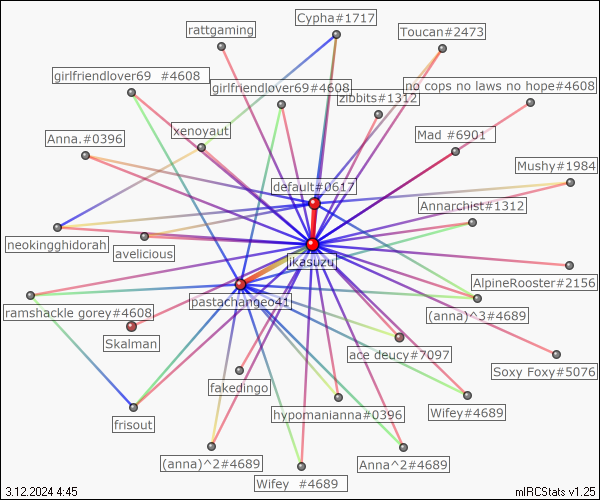 Cypha#1717
rattgaming
Toucan#2473
girlfriendlover69 #4608
girlfriendlover69#4608
no cops no laws no hope#4608
zibbits#1312
Anna.#0396
xenoyaut
Mad #6901
Mushy#1984
default#0617
Annarchist#1312
neokingghidorah
avelicious
jkasuzu
AlpineRooster#2156
pastachangeo41
ramshackle gorey#4608
(anna)^3#4689
Skalman
ace deucy#7097
Soxy Foxy#5076
fakedingo
hypomanianna#0396
Wifey#4689
frisout
(anna)^2#4689
Anna^2#4689
Wifey #4689
3.12.2024 4:45
mIRCStats v1.25